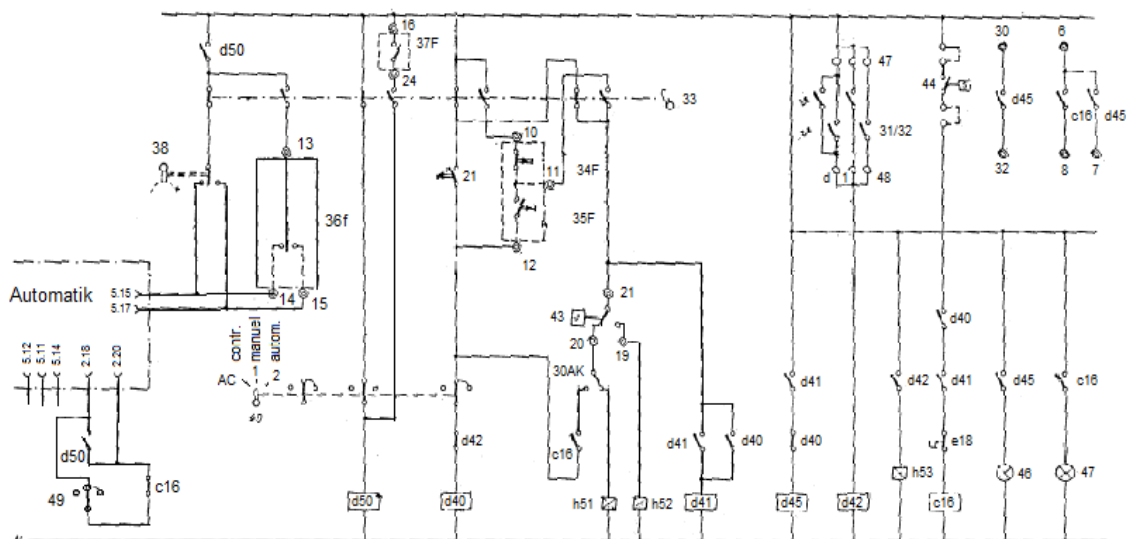 16
37F
24
d50
33
38
13
36f
10
11
12
34F
35F
21
47
31/32
d
1
48
44
30
d45
32
6
c16
d45
8
7
Automatik
5.15
5.17
14
15
5.12
5.11
5.14
2.18
2.20
contr.
manual
autom.
AC
1
2
21
43
20
19
30AK
c16
d42
d41
d40
d41
d40
d42
d40
d41
e18
d45
c16
d50
c16
49
d50
d40
h51
h52
d41
d45
d42
h53
c16
46
47